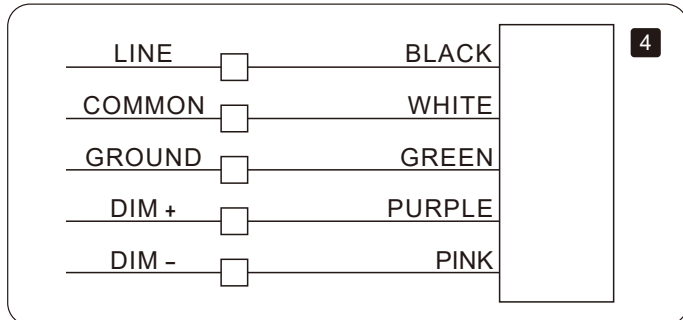 LINE BLACK 4
COMMON WHITE
GROUND GREEN
DIM + PURPLE
DIM – PINK